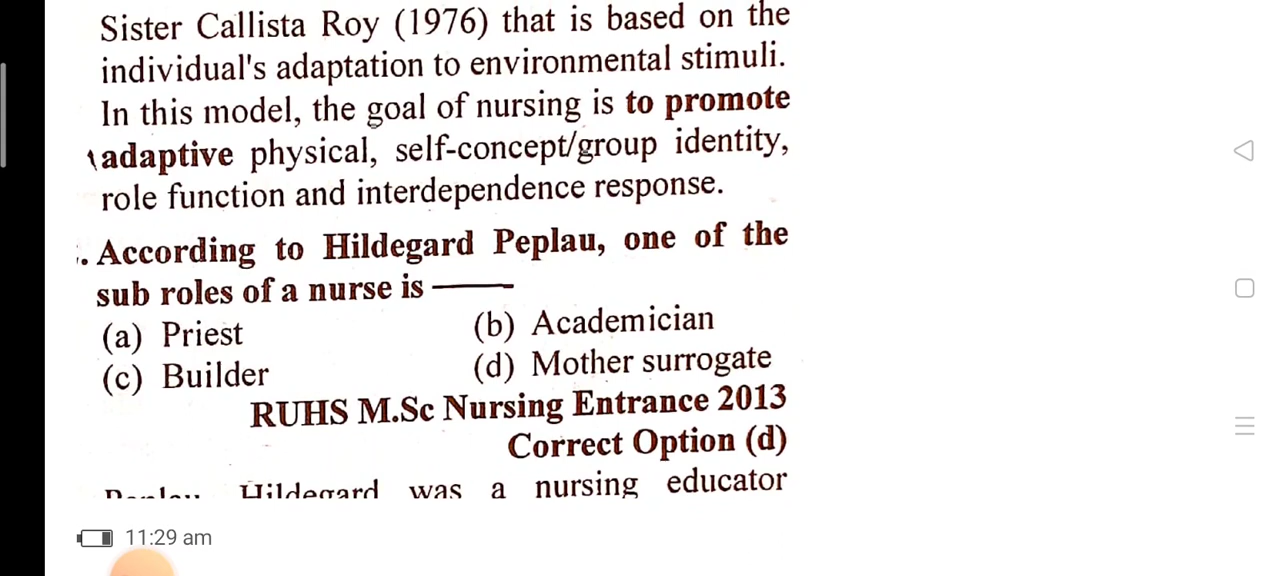 Sister Callista Roy (1976) that is based on the
individual's adaptation to environmental stimuli.
In this model, the goal of nursing is to promote
adaptive physical, self-concept/group identity,
role function and interdependence response.
. According to Hildegard Peplau, one of the
sub roles of a nurse is ——
(a) Priest (b) Academician
(c) Builder (d) Mother surrogate
RUHS M.Sc Nursing Entrance 2013
Correct Option (d)
Hildegard was a nursing educator
11:29 am